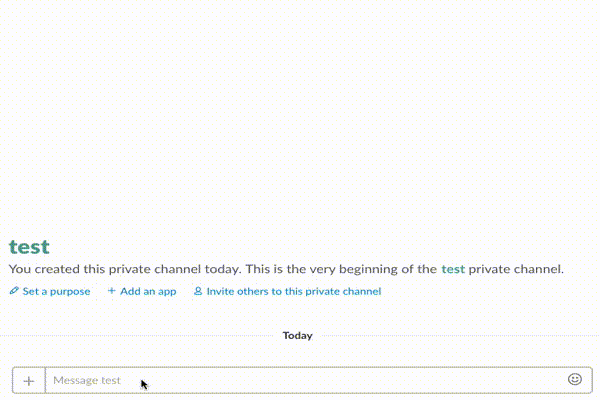 test
You created this private channel today. This is the very beginning of the test private channel.
Set a purpose + Add an app Invite others to this private channel
Today
+ Message test